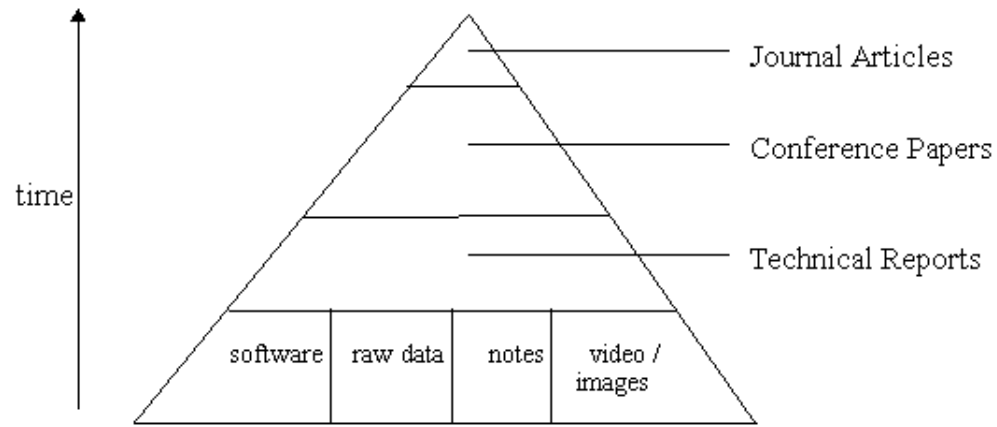 Journal Articles
Conference Papers
time
Technical Reports
software
raw data
notes
video /
images